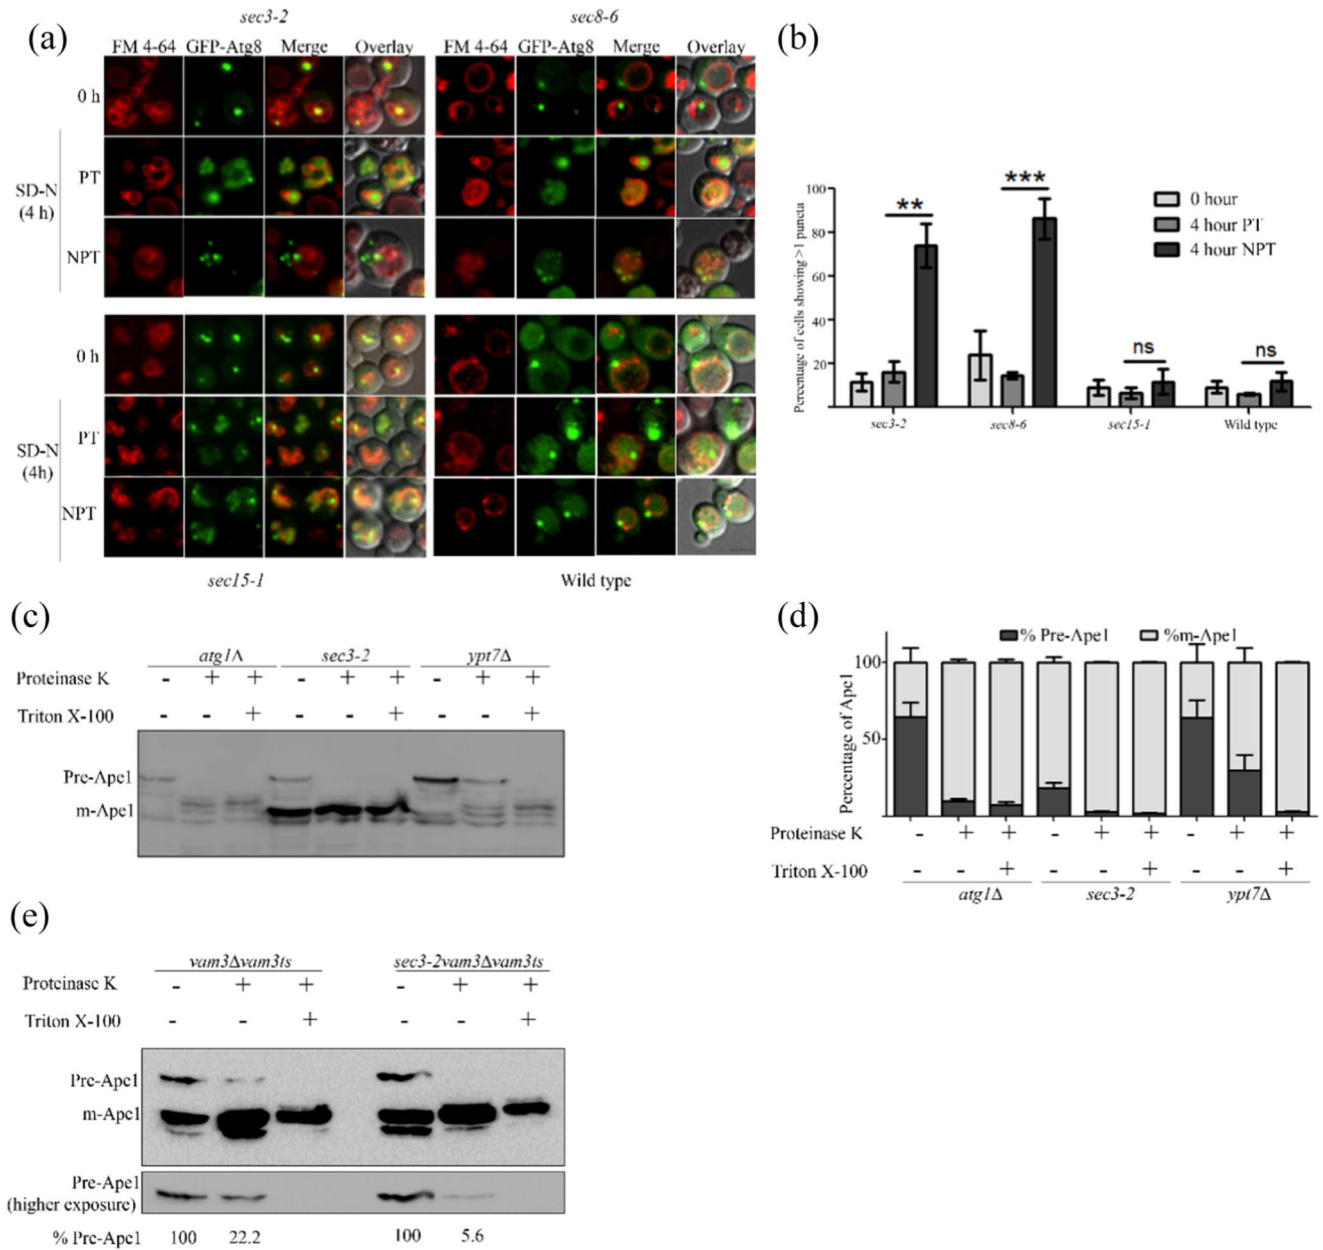 (a)
sec3-2
sec8-6
FM 4-64 GFP-Atg8 Merge Overlay
FM 4-64 GFP-Atg8 Merge Overlay
0 h
SD-N
(4 h)
PT
NPT
0 h
SD-N
(4h)
PT
NPT
sec15-1
Wild type
(b)
Percentage of cells showing >1 puncta
100
80
60
40
20
** *** ns ns
0 hour
4 hour PT
4 hour NPT
sec3-2 sec8-6 sec15-1 Wild type
(c)
atg1Δ sec3-2 ypt7Δ
Proteinase K - + + - + + - + +
Triton X-100 - - + - - + - - +
Pre-Ape1
m-Ape1
(d)
% Pre-Ape1 %m-Ape1
Percentage of Ape1
100
50
Proteinase K - + + - + + - + +
Triton X-100 - - + - - + - - +
atg1Δ sec3-2 ypt7Δ
(e)
vam3Δvam3ts sec3-2vam3Δvam3ts
Proteinase K - + + - + +
Triton X-100 - - + - - +
Pre-Ape1
m-Ape1
Pre-Ape1
(higher exposure)
% Pre-Ape1 100 22.2 100 5.6